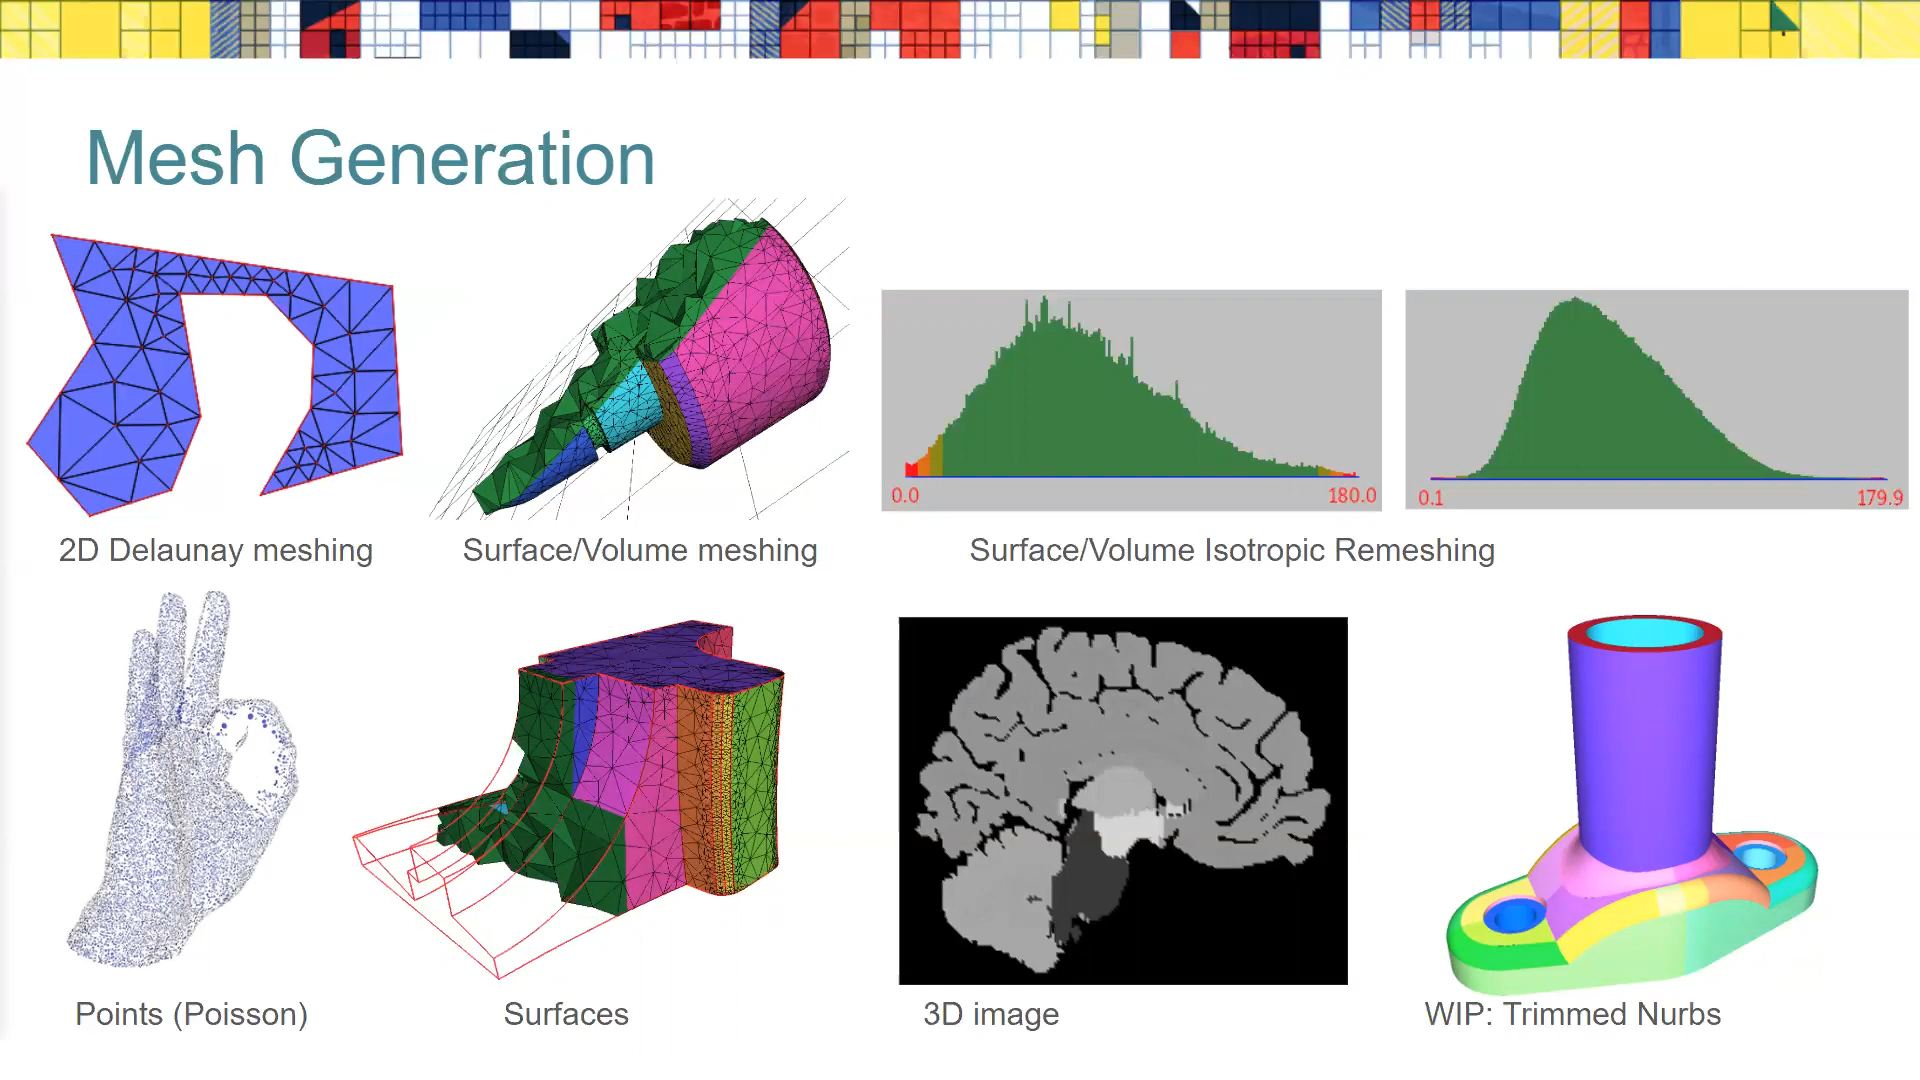 Mesh Generation
0.0 180.0
0.1 179.9
2D Delaunay meshing
Surface/Volume meshing
Surface/Volume Isotropic Remeshing
Points (Poisson)
Surfaces
3D image
WIP: Trimmed Nurbs